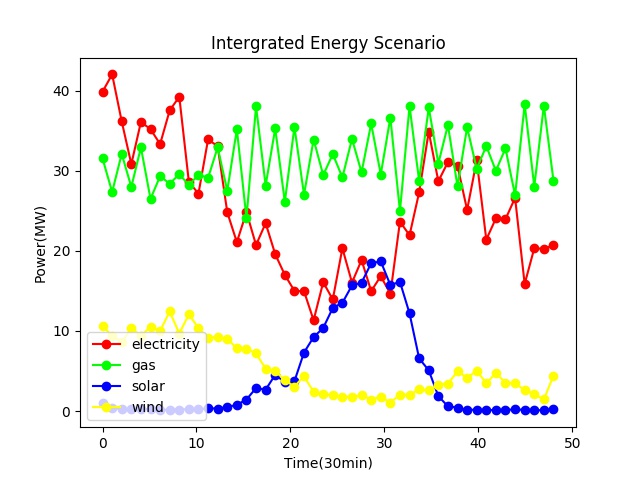 Intergrated Energy Scenario
Power(MW)
40
30
20
10
0
electricity
gas
solar
wind
0 10 20 30 40 50
Time(30min)